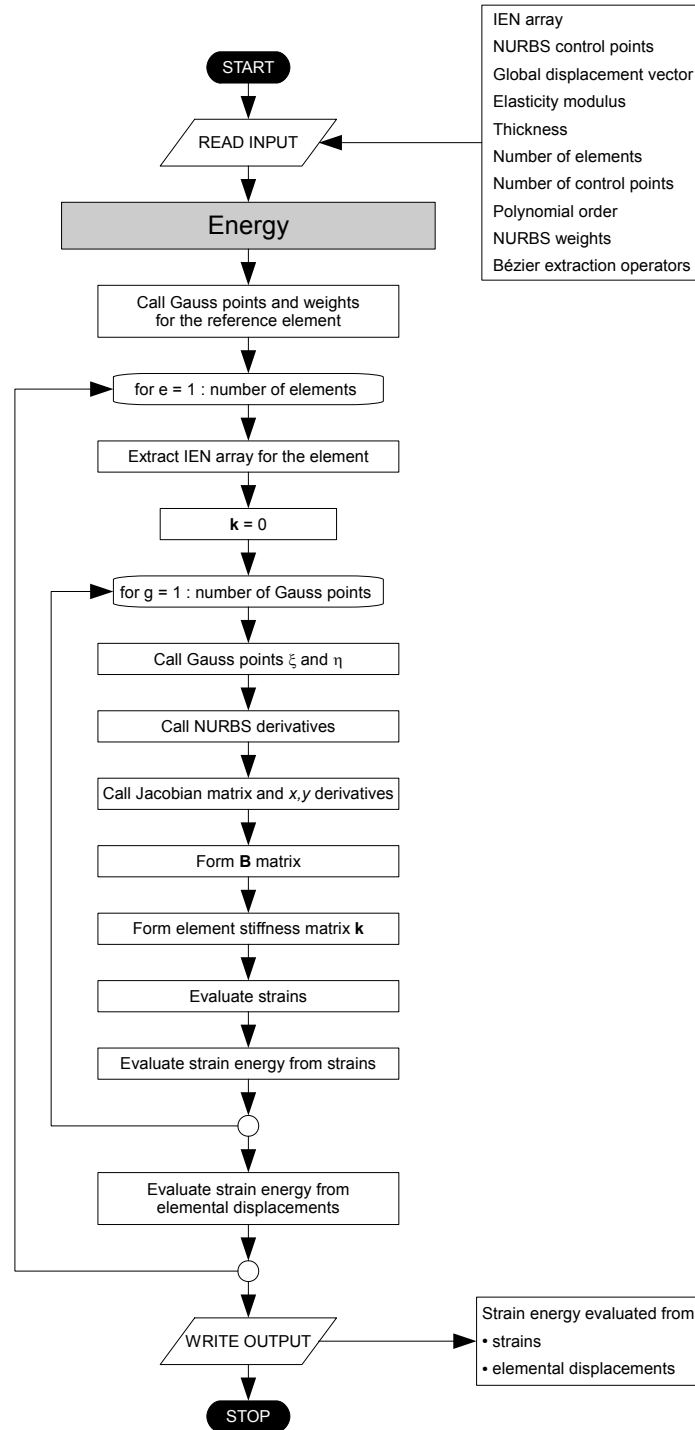 IEN array
NURBS control points
Global displacement vector
Elasticity modulus
Thickness
Number of elements
Number of control points
Polynomial order
NURBS weights
Bézier extraction operators
START
READ INPUT
Energy
Call Gauss points and weights
for the reference element
for e = 1 : number of elements
Extract IEN array for the element
k = 0
for g = 1 : number of Gauss points
Call Gauss points ξ and η
Call NURBS derivatives
Call Jacobian matrix and x,y derivatives
Form B matrix
Form element stiffness matrix k
Evaluate strains
Evaluate strain energy from strains
Evaluate strain energy from
elemental displacements
WRITE OUTPUT
Strain energy evaluated from
• strains
• elemental displacements
STOP